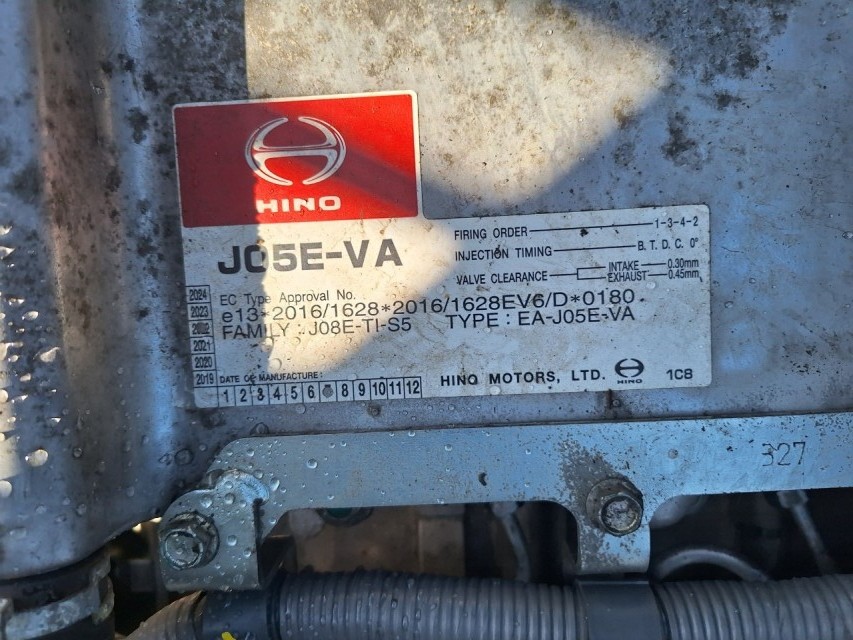 HINO
J05E-VA
FIRING ORDER 1-3-4-2
INJECTION TIMING B.T.D.C. 0°
VALVE CLEARANCE INTAKE 0.30mm
EXHAUST 0.45mm
2024
2023
2021
2020
2019
EC Type Approval No.
e13*2016/1628*2016/1628EV6/D*0180
FAMILY : J08E-TI-S5 TYPE : EA-J05E-VA
DATE OF MANUFACTURE:
1 2 3 4 5 6 8 9 10 11 12
HINO MOTORS, LTD. HINO 1C8
327